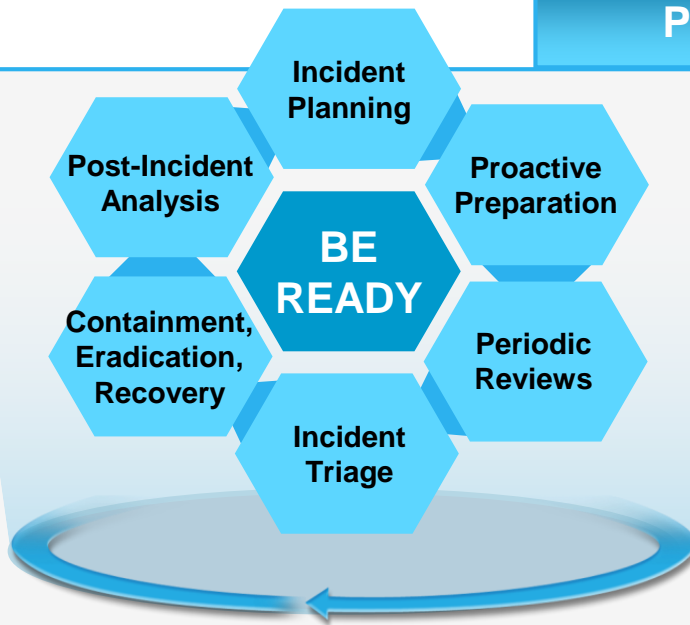 P
Incident
Planning
Proactive
Preparation
Periodic
Reviews
Incident
Triage
Containment,
Eradication,
Recovery
Post-Incident
Analysis
BE
READY